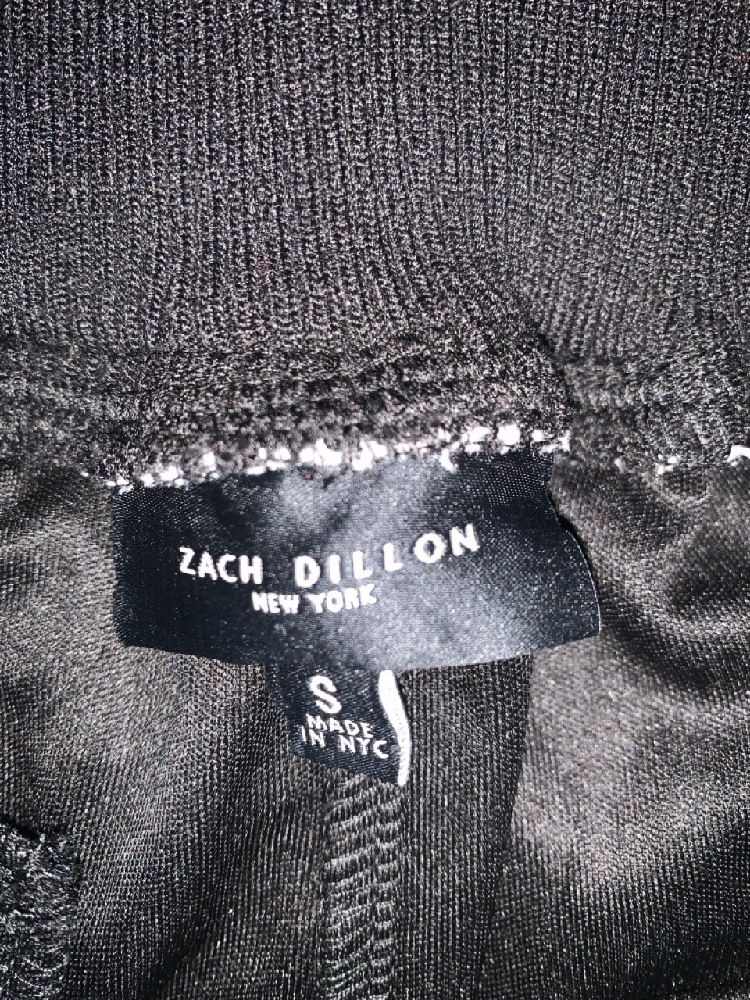 ZACH DILLON
NEW YORK
S
MADE
IN NYC